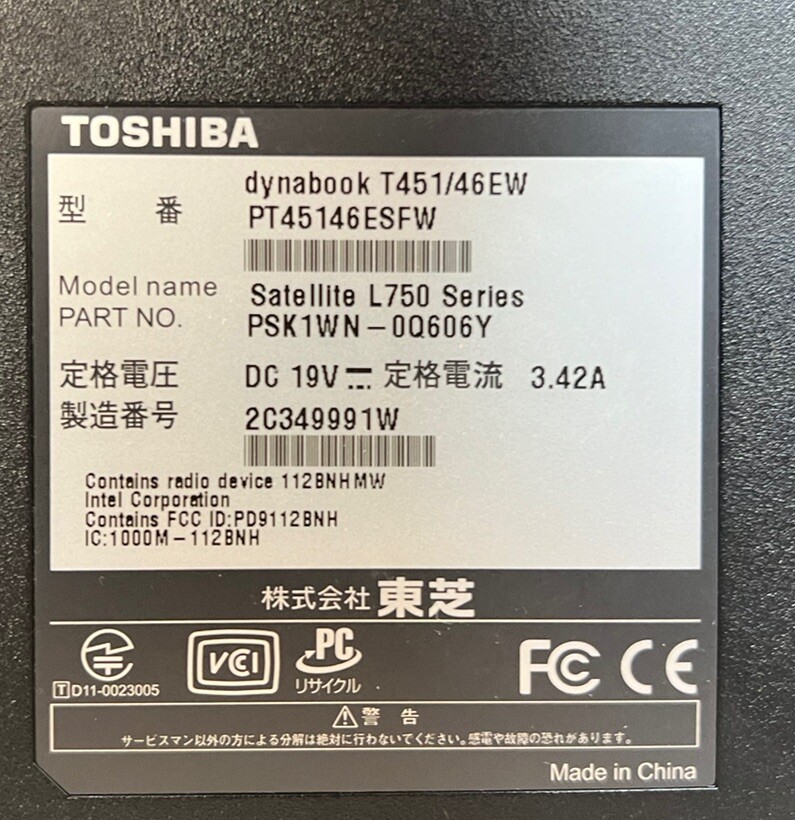 TOSHIBA
dynabook T451/46EW
型 番 PT45146ESFW
Model name Satellite L750 Series
PART NO. PSK1WN-0Q606Y
定格電圧 DC 19V 定格電流 3.42A
製造番号 2C349991W
Contains radio device 112BNHMW
Intel Corporation
Contains FCC ID:PD9112BNH
IC:1000M-112BNH
株式会社 東芝
VCI PC FC CE
T D11-0023005 リサイクル
警 告
サービスマン以外の方による分解は絶対に行わないでください。感電や故障の恐れがあります。
Made in China